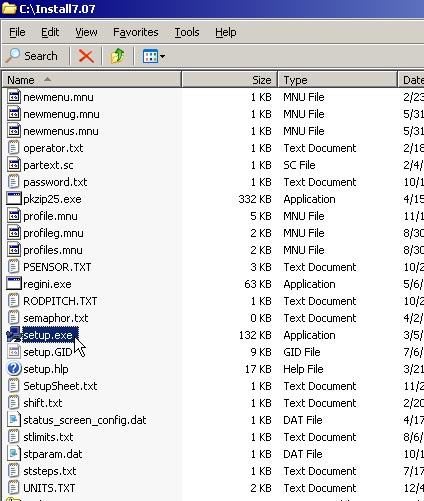 C:\Install7.07
File Edit View Favorites Tools Help
Search
Name Size Type Date
newmenu.mnu 1 KB MNU File 2/23
newmenug.mnu 1 KB MNU File 5/31
newmenus.mnu 1 KB MNU File 5/31
operator.txt 1 KB Text Document 2/18
partext.sc 1 KB SC File 2/4/
password.txt 1 KB Text Document 10/1
pkzip25.exe 332 KB Application 4/15
profile.mnu 5 KB MNU File 8/31
profileg.mnu 2 KB MNU File 8/30
profiles.mnu 2 KB MNU File 8/30
PSENSOR.TXT 3 KB Text Document 10/2
regini.exe 63 KB Application 5/6/
RODPITCH.TXT 1 KB Text Document 10/2
semaphor.txt 0 KB Text Document 7/4/
setup.exe 132 KB Application 3/5/
setup.GID 9 KB GID File 7/6/
setup.hlp 17 KB Help File 3/21
SetupSheet.txt 1 KB Text Document 4/27
shift.txt 1 KB Text Document 2/20
status_screen_config.dat 1 KB DAT File 4/3/
stlimits.txt 1 KB Text Document 8/6/
stparam.dat 1 KB DAT File 10/2
ststeps.txt 1 KB Text Document 4/7/
UNITS.TXT 2 KB Text Document 12/4